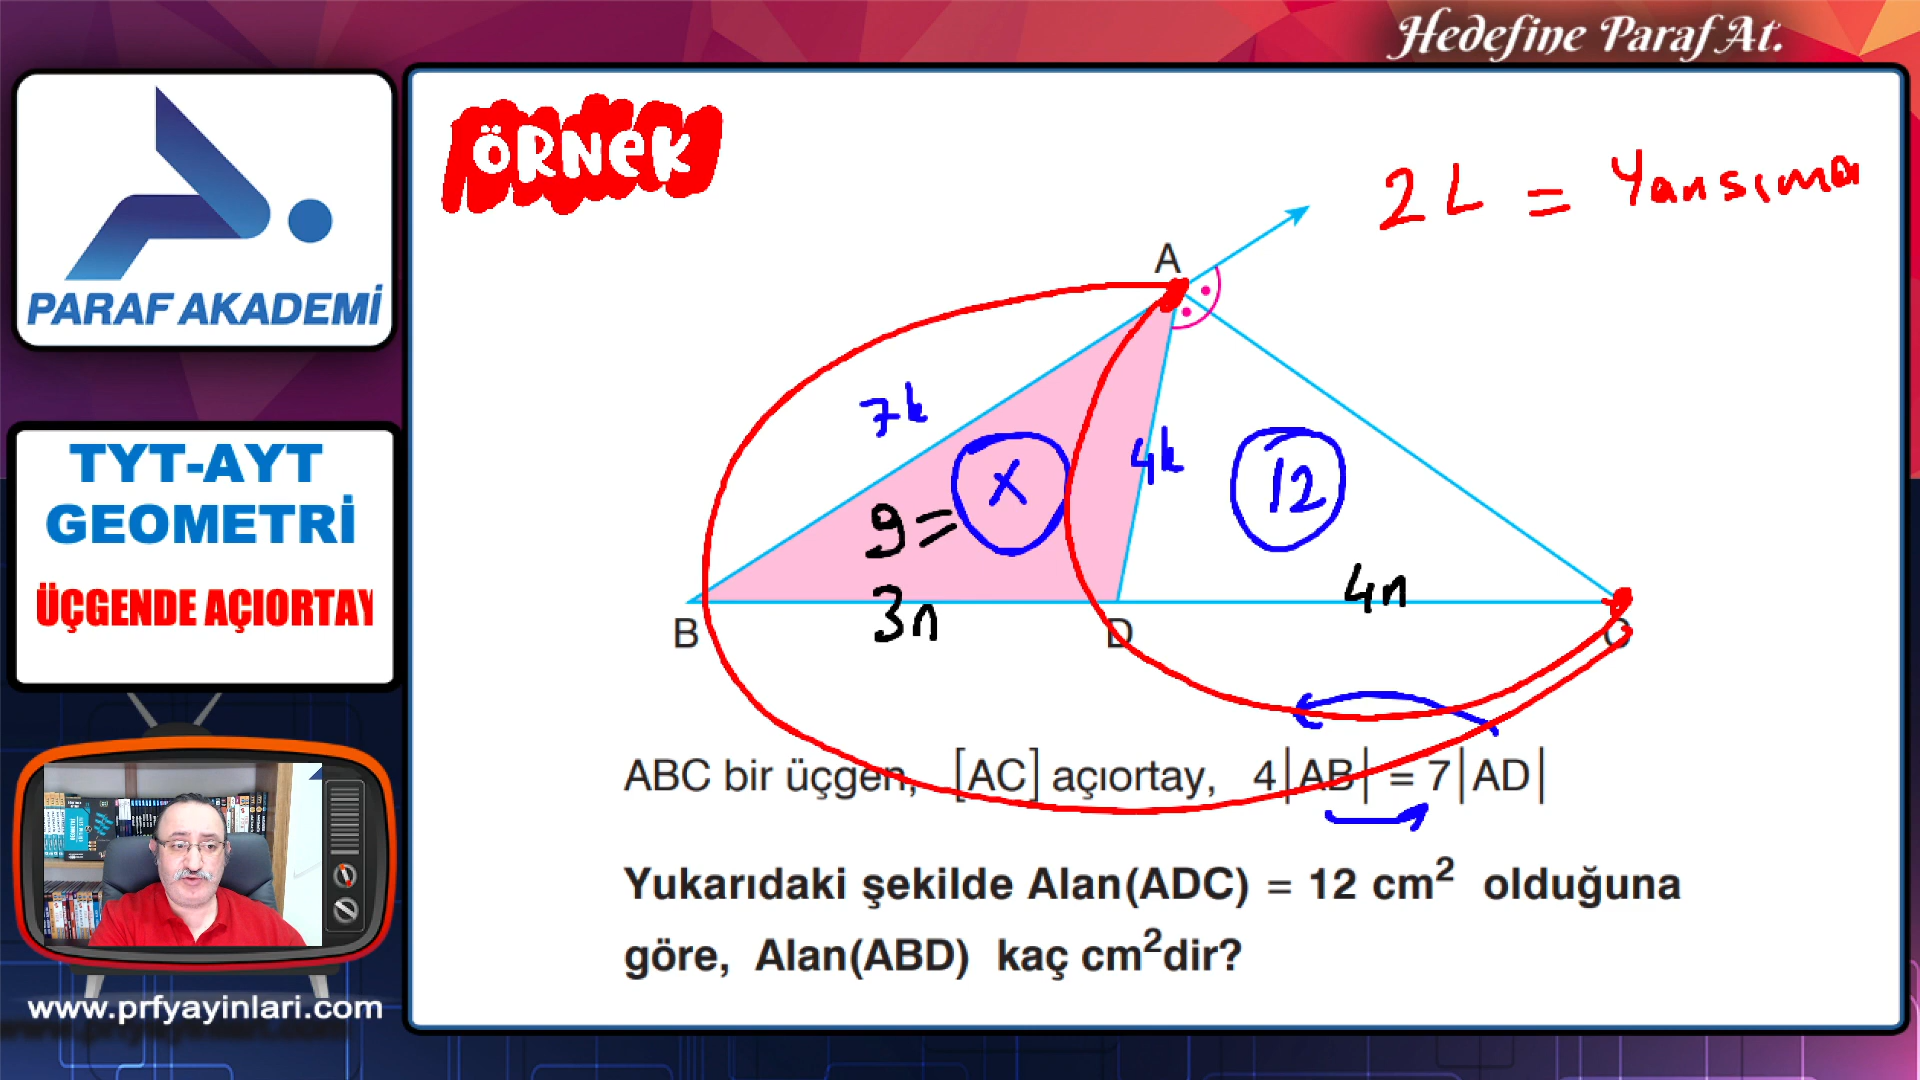 Hedefine Paraf At.
PARAF AKADEMİ
TYT-AYT
GEOMETRİ
ÜÇGENDE AÇIORTAY
www.prfyayinlari.com
ÖRNEK
2L = Yansıma
A
7k
4k
X
12
9=
3n
4n
B
D
C
ABC bir üçgen, [AC] açıortay, 4|AB| = 7|AD|
Yukarıdaki şekilde Alan(ADC) = 12 cm² olduğuna
göre, Alan(ABD) kaç cm²dir?